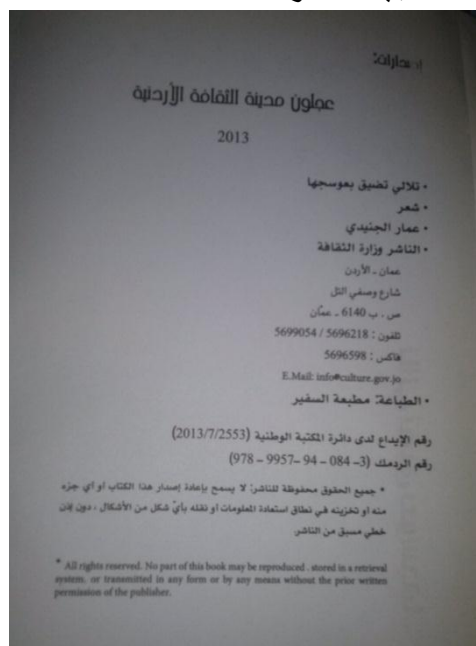 إصدارات:
عجلون مدينة الثقافة الأردنية
2013
• تلالي تضيق بعوسجها
• شعر
• عمار الجنيدي
• الناشر وزارة الثقافة
عمان ـ الأردن
شارع وصفي التل
ص . ب 6140 ـ عمّان
تلفون : 5696218 / 5699054
فاكس : 5696598
E.Mail: info@culture.gov.jo
• الطباعة: مطبعة السفير
رقم الإيداع لدى دائرة المكتبة الوطنية (2013/7/2553)
رقم الردمك (3– 084 – 94 –9957 – 978)
* جميع الحقوق محفوظة للناشر: لا يسمح بإعادة إصدار هذا الكتاب أو أي جزء
منه أو تخزينه في نطاق استعادة المعلومات أو نقله بأيّ شكل من الأشكال ، دون إذن
خطي مسبق من الناشر.
* All rights reserved. No part of this book may be reproduced . stored in a retrieval
system. or transmitted in any form or by any means without the prior written
permission of the publisher.